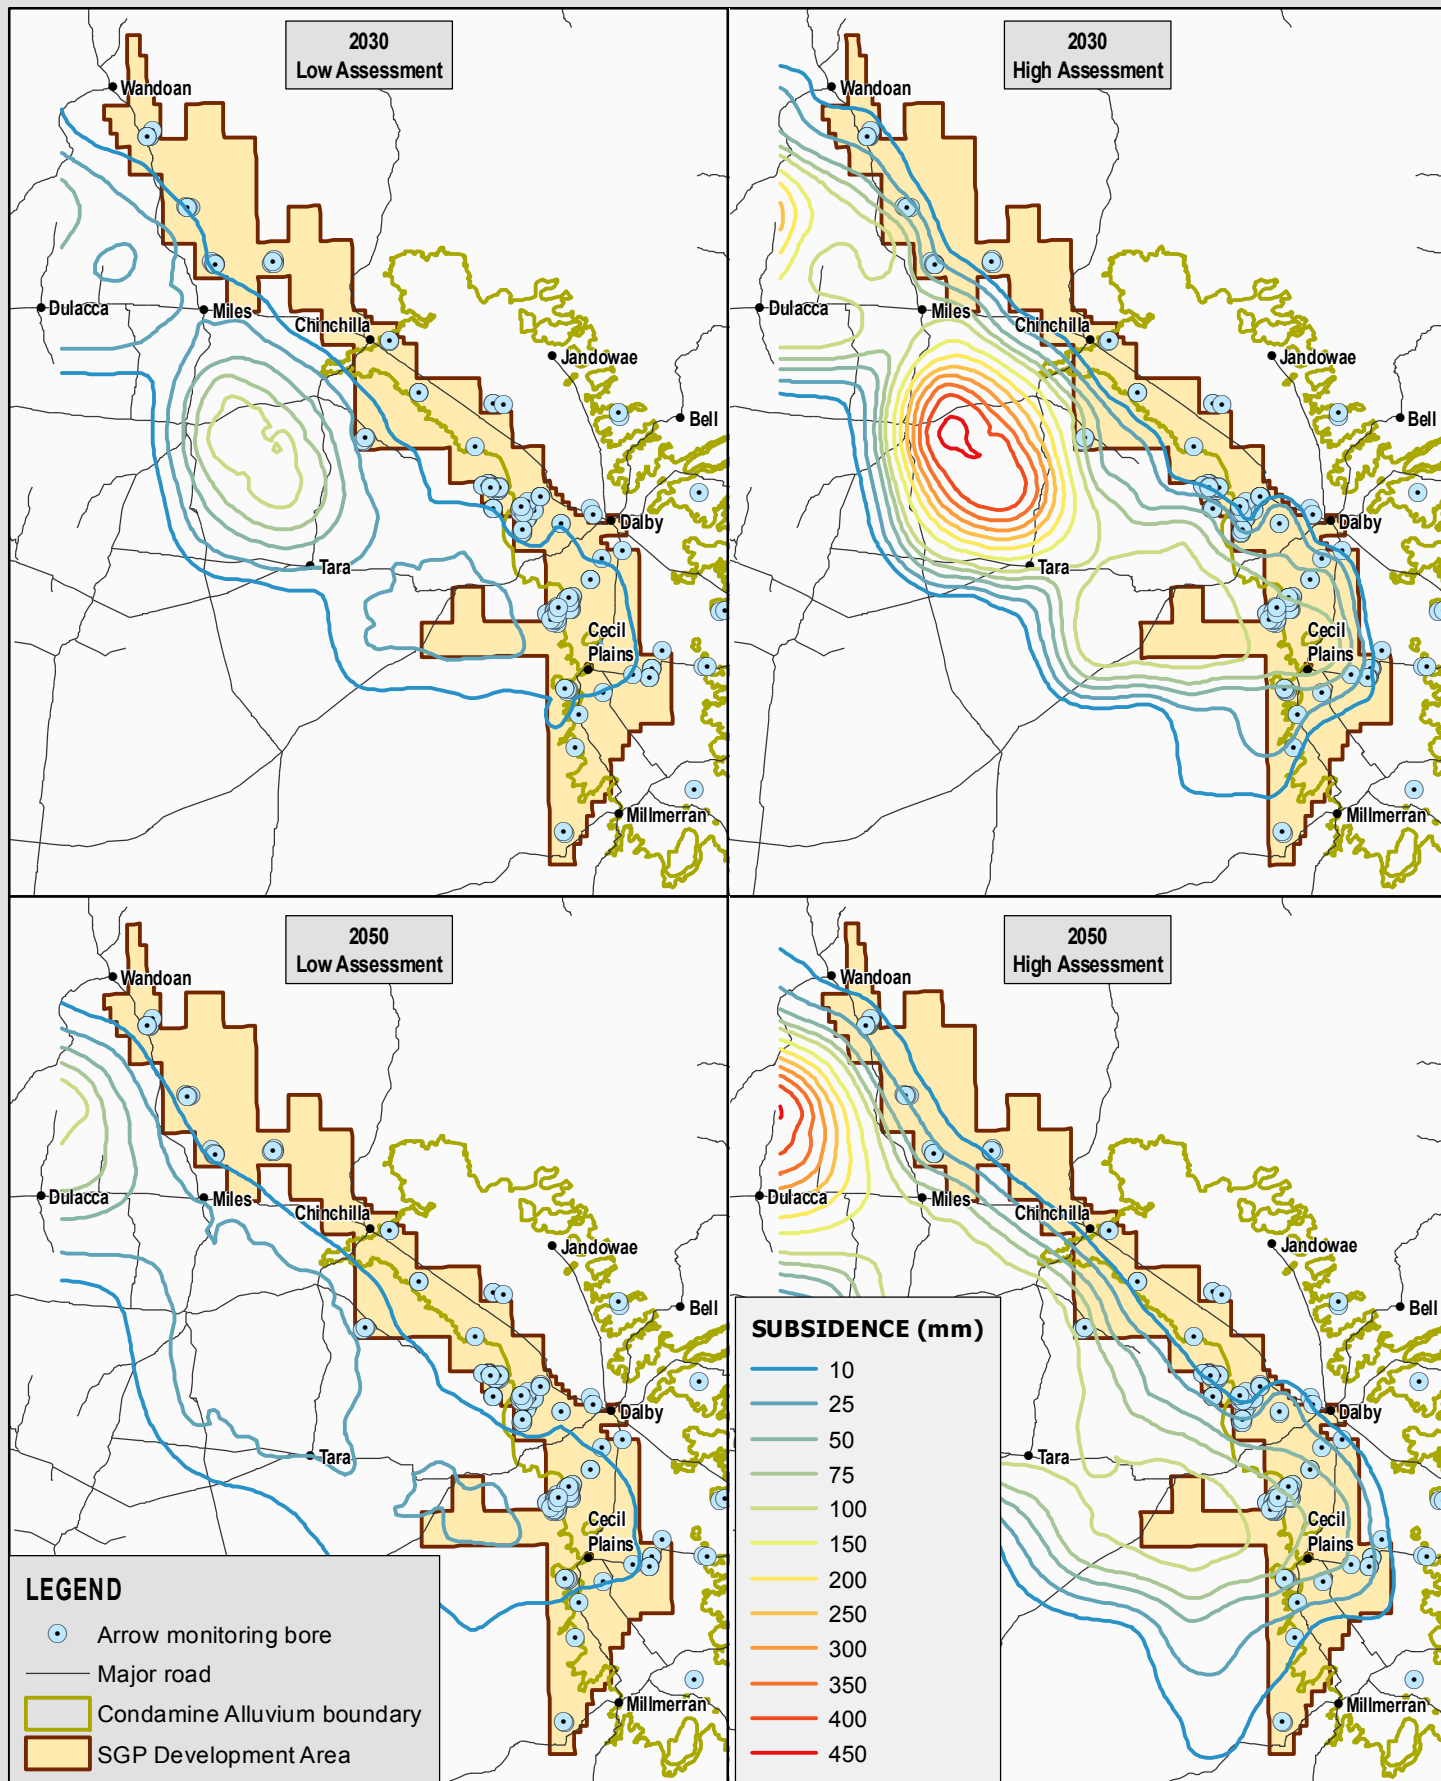 2030
Low Assessment
Wandoan
Dulacca
Miles
Chinchilla
Jandowae
Bell
Dalby
Tara
Cecil
Plains
Millmerran
2030
High Assessment
Wandoan
Dulacca
Miles
Chinchilla
Jandowae
Bell
Dalby
Tara
Cecil
Plains
Millmerran
2050
Low Assessment
Wandoan
Dulacca
Miles
Chinchilla
Jandowae
Bell
Dalby
Tara
Cecil
Plains
Millmerran
LEGEND
Arrow monitoring bore
Major road
Condamine Alluvium boundary
SGP Development Area
2050
High Assessment
Wandoan
Dulacca
Miles
Chinchilla
Jandowae
Bell
Dalby
Tara
Cecil
Plains
Millmerran
SUBSIDENCE (mm)
10
25
50
75
100
150
200
250
300
350
400
450